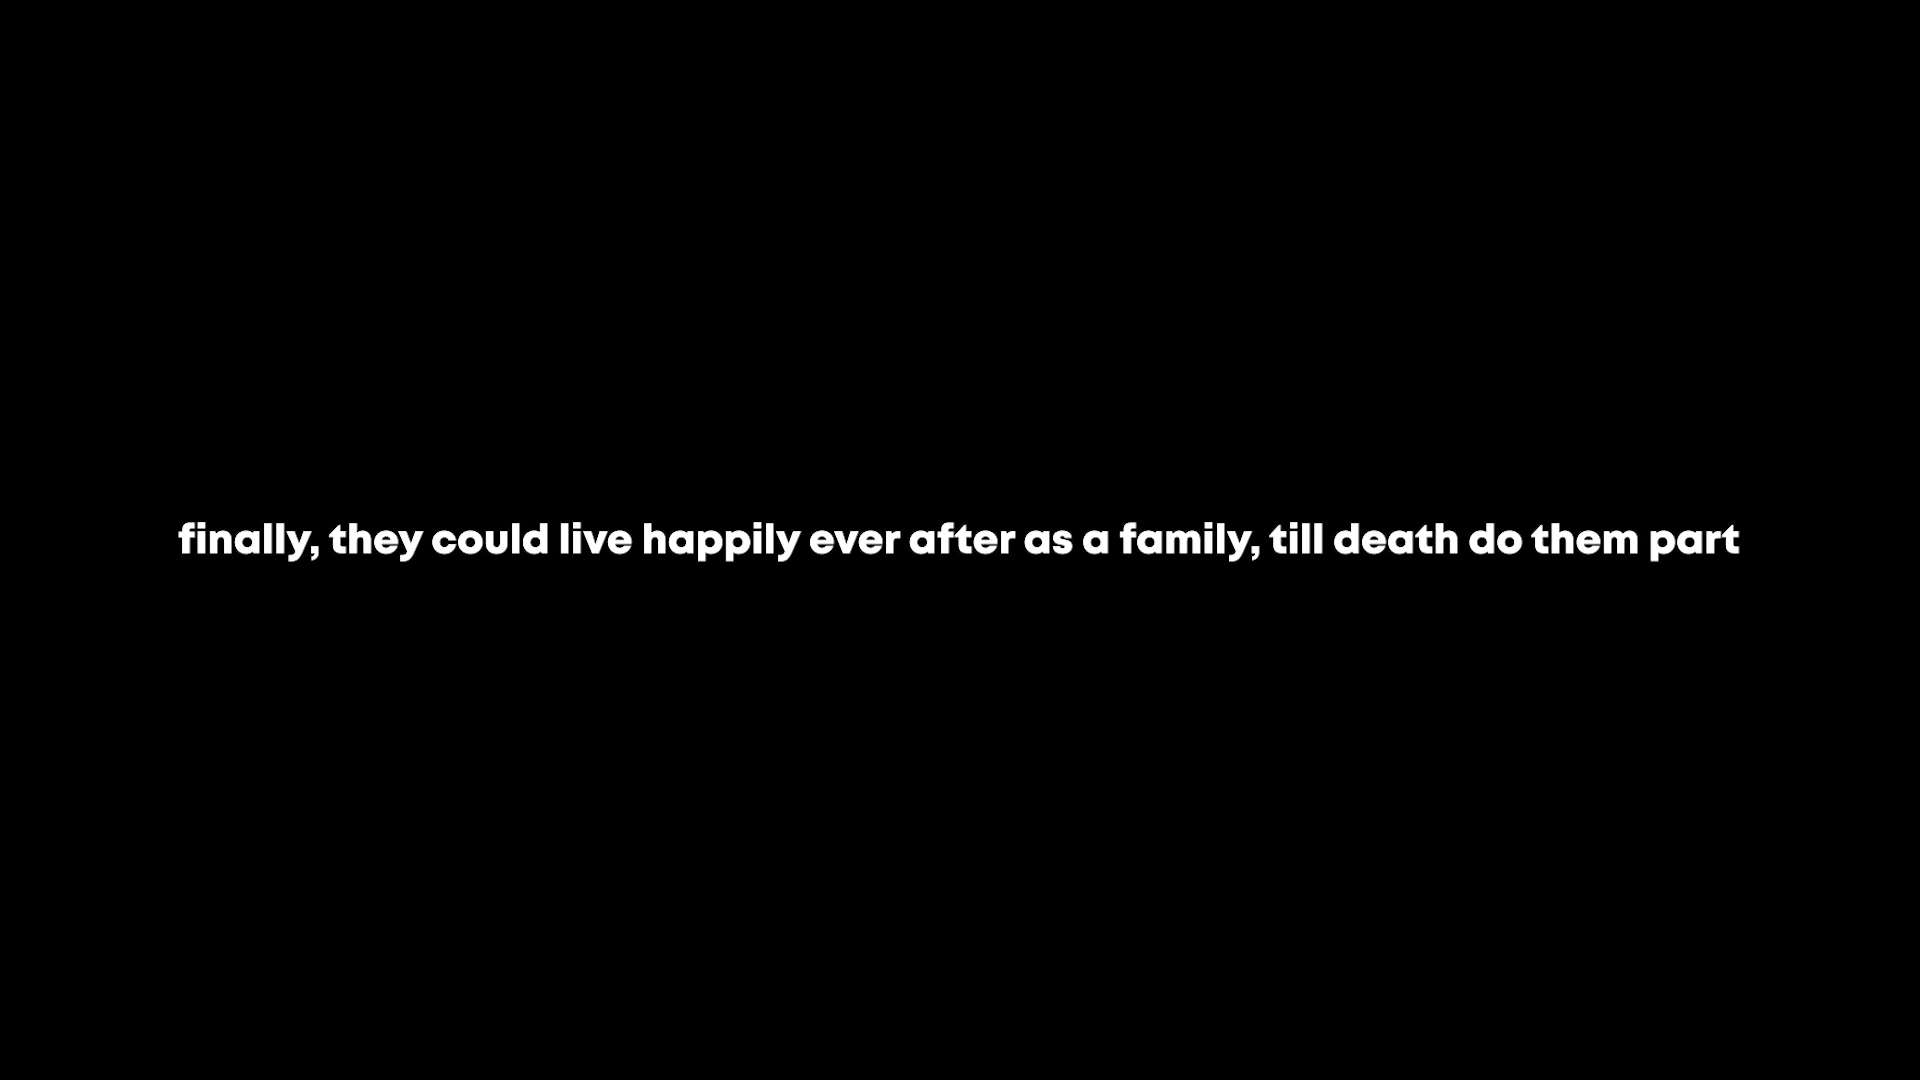 finally, they could live happily ever after as a family, till death do them part